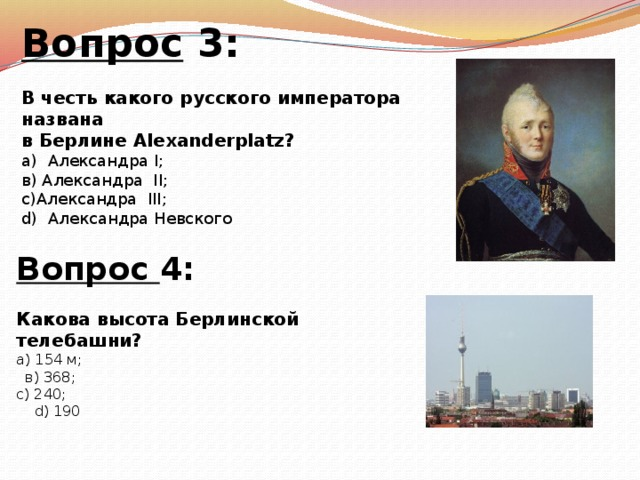 Вопрос 3:
В честь какого русского императора
названа
в Берлине Alexanderplatz?
а)  Александра I;
в) Александра  II;
с)Александра  III;
d)  Александра Невского
Вопрос 4:
Какова высота Берлинской
телебашни?
а) 154 м;
в) 368;
с) 240;
d) 190